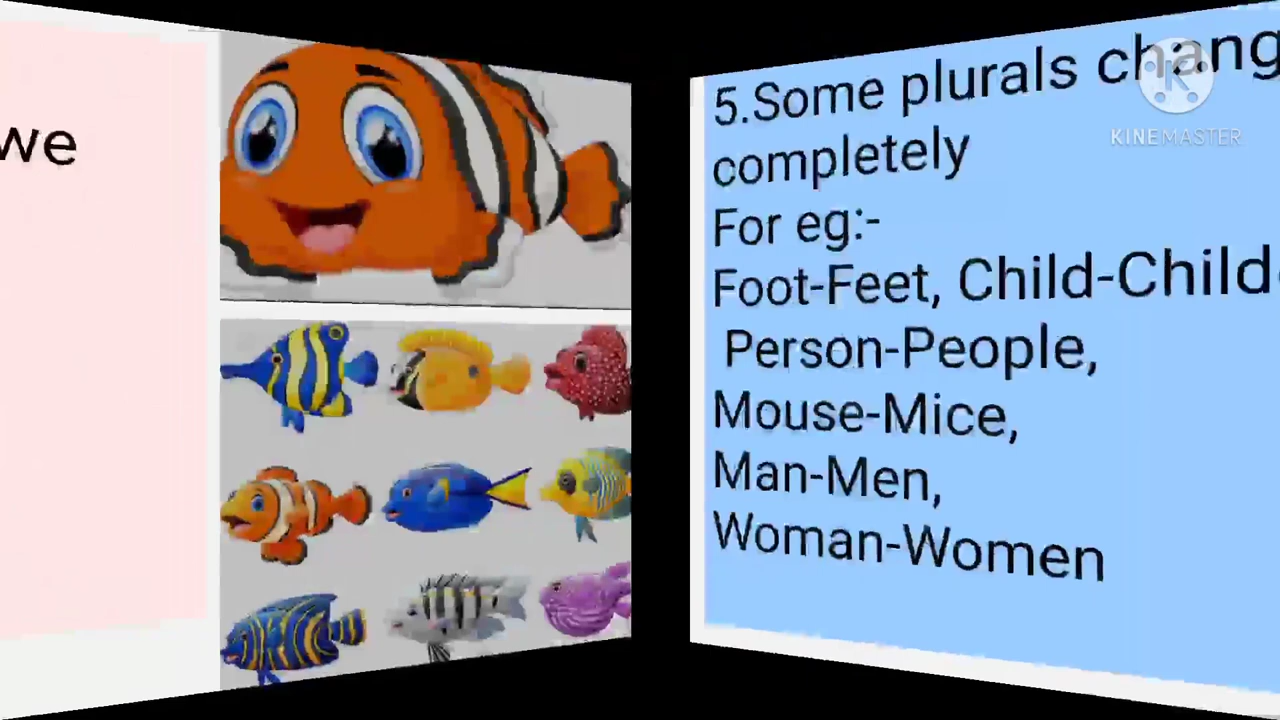 we
5.Some plurals chang
completely
For eg:-
Foot-Feet, Child-Child
Person-People,
Mouse-Mice,
Man-Men,
Woman-Women
KINEMASTER